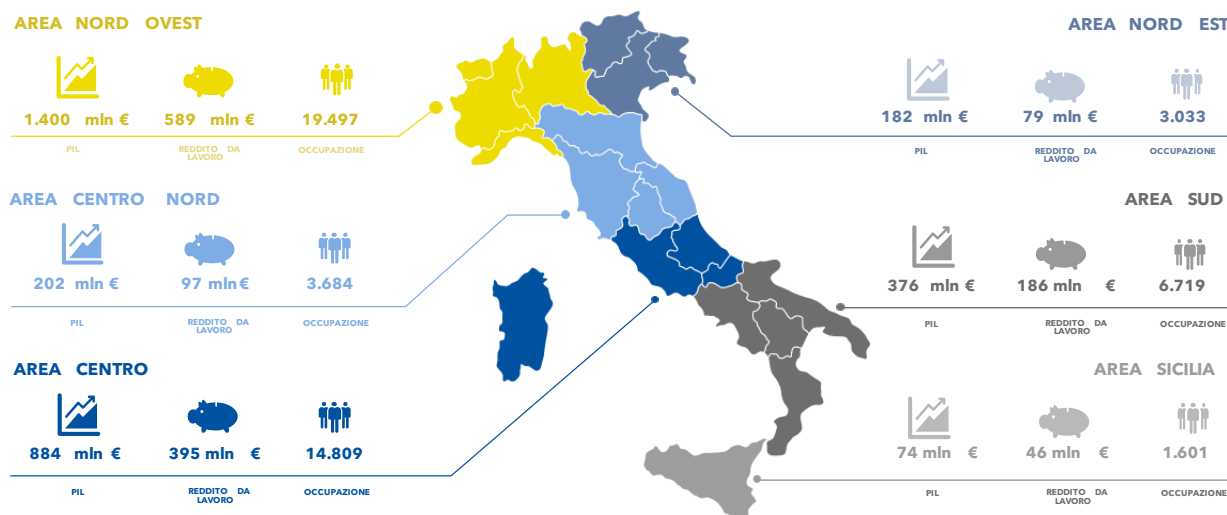 AREA NORD OVEST
1.400 mln €
589 mln €
19.497
PIL
REDDITO DA
LAVORO
OCCUPAZIONE
AREA CENTRO NORD
202 mln €
97 mln €
3.684
PIL
REDDITO DA
LAVORO
OCCUPAZIONE
AREA CENTRO
884 mln €
395 mln €
14.809
PIL
REDDITO DA
LAVORO
OCCUPAZIONE
AREA NORD EST
182 mln €
79 mln €
3.033
PIL
REDDITO DA
LAVORO
OCCUPAZIONE
AREA SUD
376 mln €
186 mln €
6.719
PIL
REDDITO DA
LAVORO
OCCUPAZIONE
AREA SICILIA
74 mln €
46 mln €
1.601
PIL
REDDITO DA
LAVORO
OCCUPAZIONE